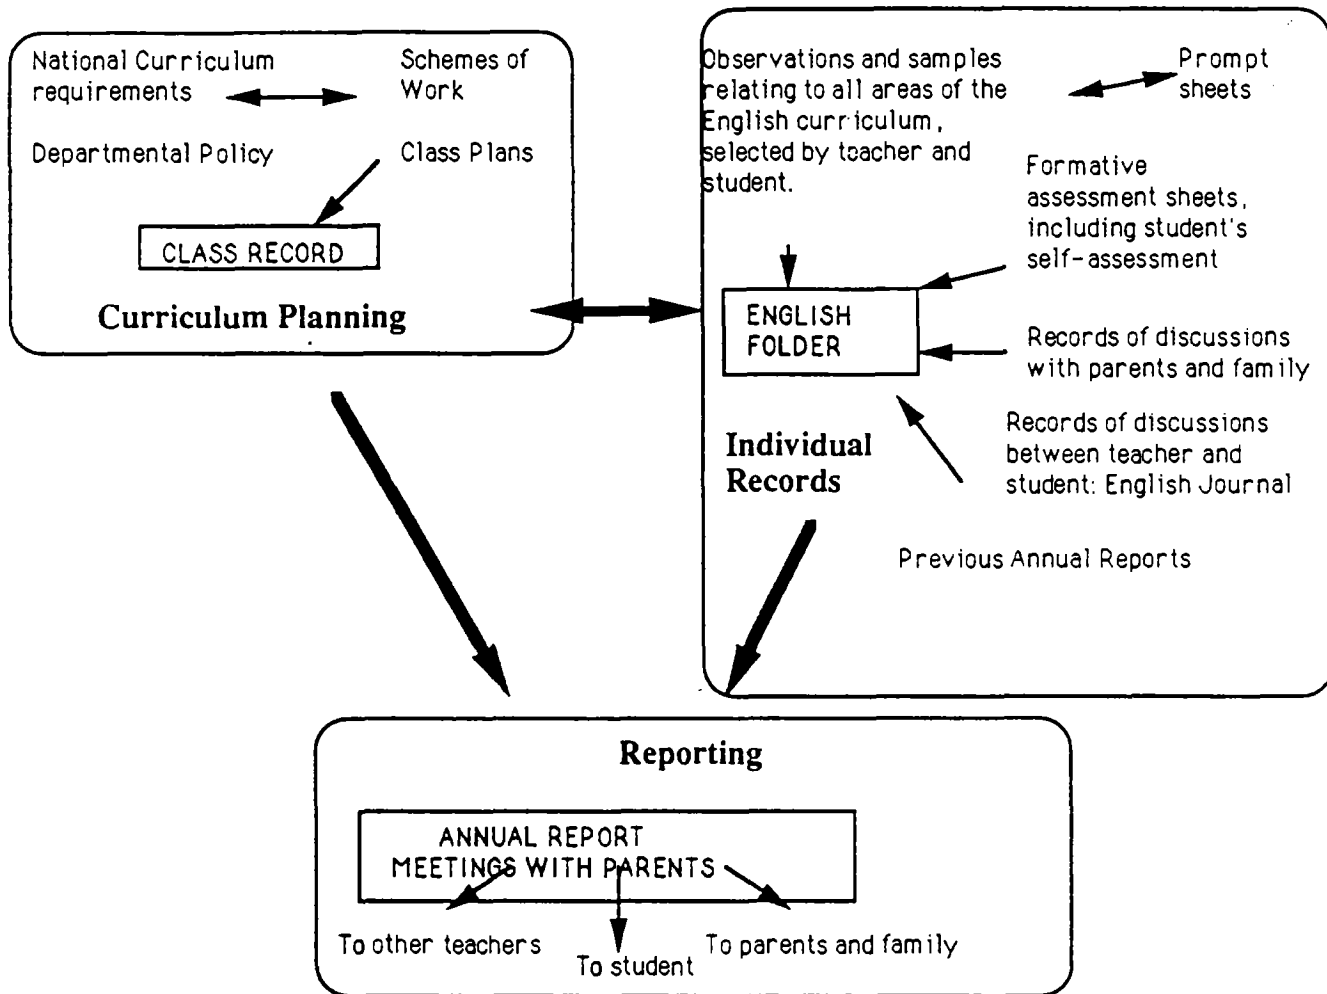 National Curriculum
requirements
Schemes of
Work
Departmental Policy
Class Plans
CLASS RECORD
Curriculum Planning
Observations and samples
relating to all areas of the
English curriculum,
selected by teacher and
student.
Prompt
sheets
Formative
assessment sheets,
including student's
self-assessment
ENGLISH
FOLDER
Records of discussions
with parents and family
Individual
Records
Records of discussions
between teacher and
student: English Journal
Previous Annual Reports
Reporting
ANNUAL REPORT
MEETINGS WITH PARENTS
To other teachers
To student
To parents and family